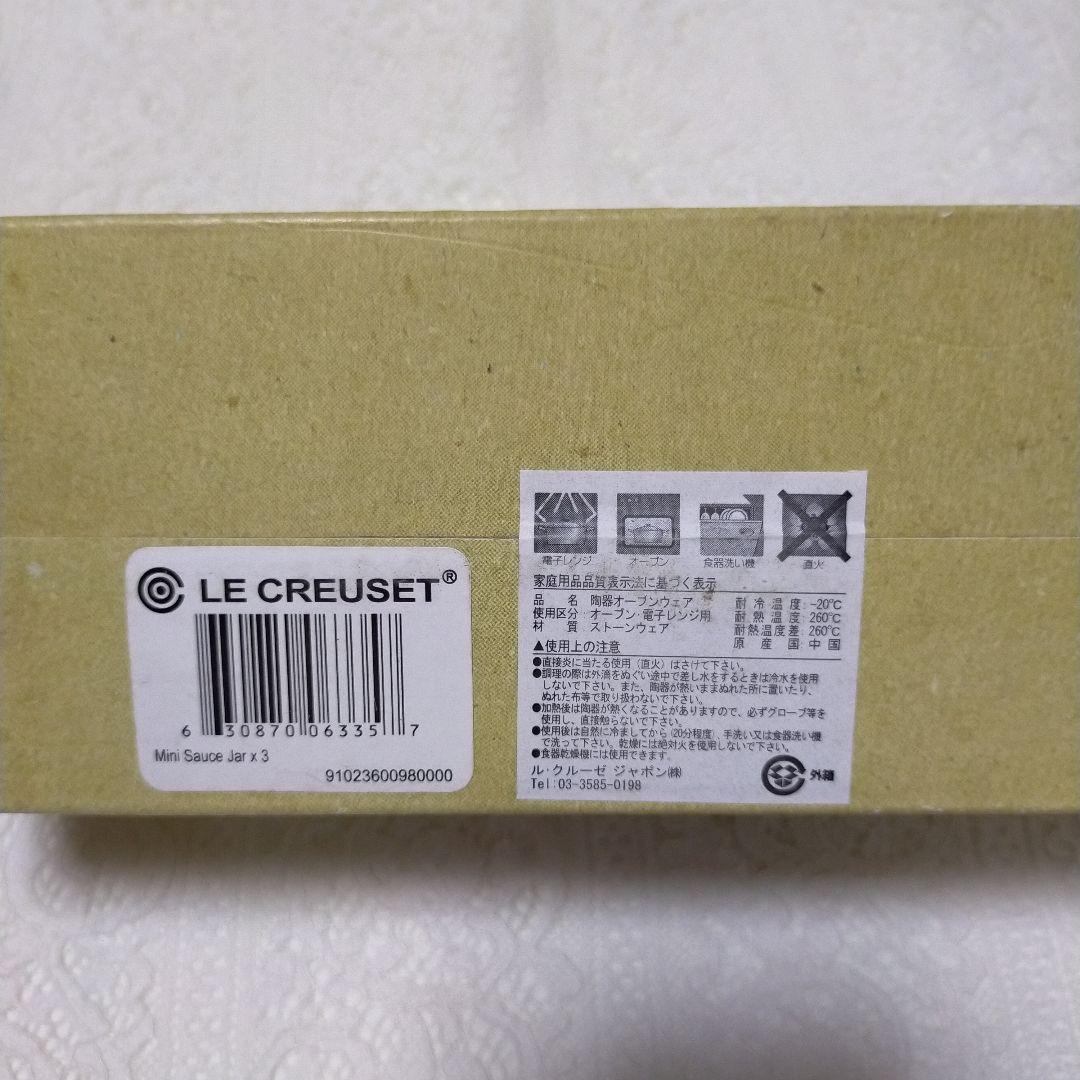 LE CREUSET®
6 30870 06335 7
Mini Sauce Jar x 3
91023600980000
電子レンジ オーブン 食器洗い機 直火
家庭用品品質表示法に基づく表示
品 名 陶器オーブンウェア 耐冷温度:-20℃
使用区分:オーブン・電子レンジ用 耐熱温度:260℃
材 質:ストーンウェア 耐熱温度差:260℃
原産国:中国
▲使用上の注意
●直接炎に当たる使用(直火)はさけて下さい。
●調理の際は外滴をぬぐい途中で差し水をするときは冷水を使用
しないで下さい。また、陶器が熱いままぬれた所に置いたり、
ぬれた布等で取り扱わないで下さい。
●加熱後は陶器が熱くなることがありますので、必ずグローブ等を
使用し、直接触らないで下さい。
●使用後は自然に冷ましてから(20分程度)、手洗い又は食器洗い機
で洗って下さい。乾燥には絶対火を使用しないで下さい。
●食器乾燥機には使用できます。
ル・クルーゼ ジャポン㈱
Tel:03-3585-0198
外箱